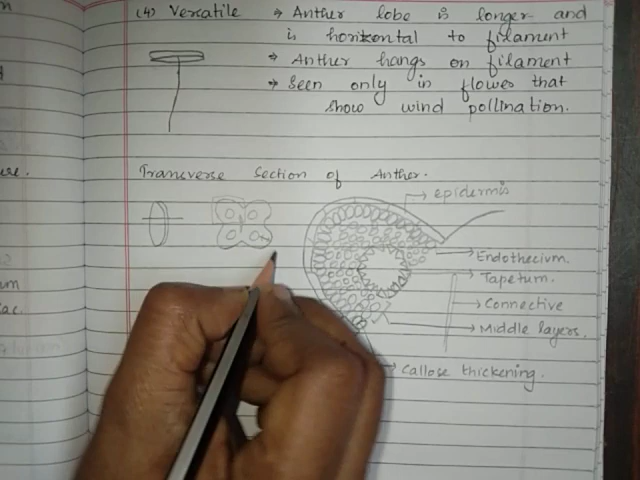 (4) Versatile → Anther lobe is longer and
is horizontal to filament
→ Anther hangs on filament
→ Seen only in flowes that
show wind pollination.
ure.
Transverse Section of Anther.
→ epidermis
→ Endothecium.
→ Tapetum.
→ Connective
→ Middle layers.
→ Callose thickening.